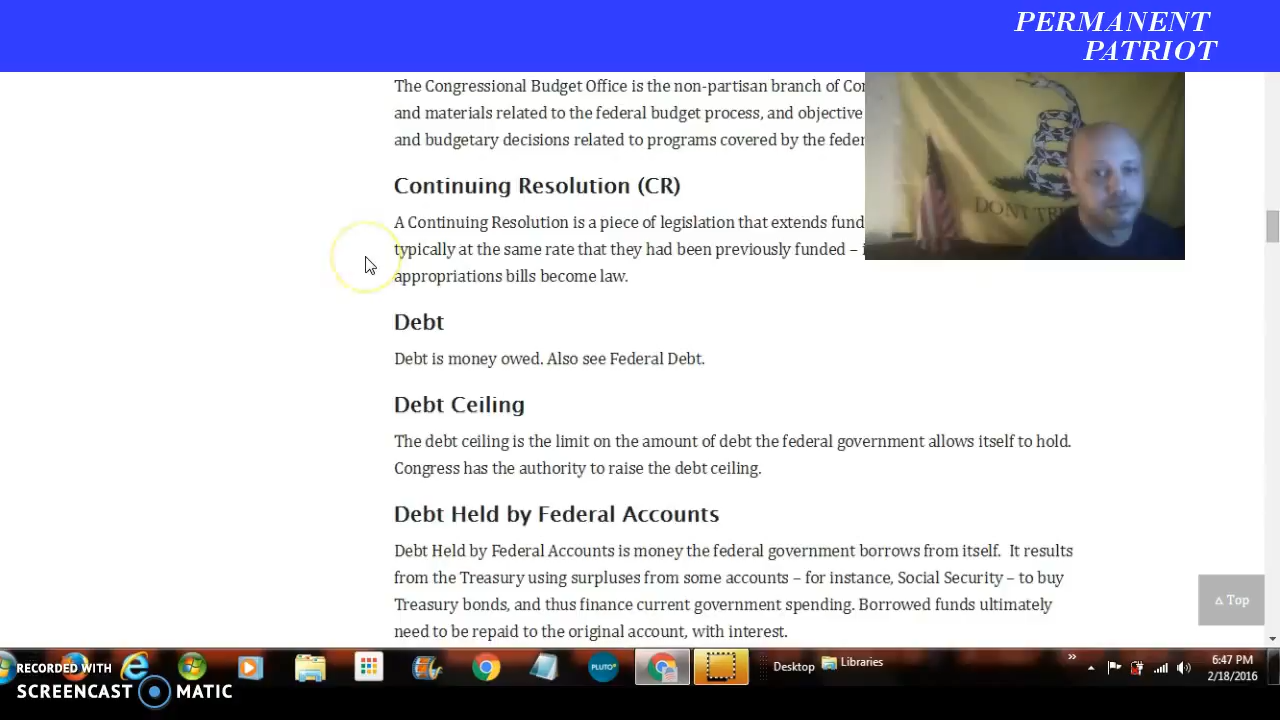 PERMANENT
PATRIOT
The Congressional Budget Office is the non-partisan branch of
and materials related to the federal budget process, and objective
and budgetary decisions related to programs covered by the
Continuing Resolution (CR)
A Continuing Resolution is a piece of legislation that extends
typically at the same rate that they had been previously funded –
appropriations bills become law.
DONT
Debt
Debt is money owed. Also see Federal Debt.
Debt Ceiling
The debt ceiling is the limit on the amount of debt the federal government allows itself to hold.
Congress has the authority to raise the debt ceiling.
Debt Held by Federal Accounts
Debt Held by Federal Accounts is money the federal government borrows from itself. It results
from the Treasury using surpluses from some accounts – for instance, Social Security – to buy
Treasury bonds, and thus finance current government spending. Borrowed funds ultimately
need to be repaid to the original account, with interest.
Top
RECORDED WITH
SCREENCAST MATIC
PLUTO
Desktop
Libraries
6:47 PM
2/18/2016